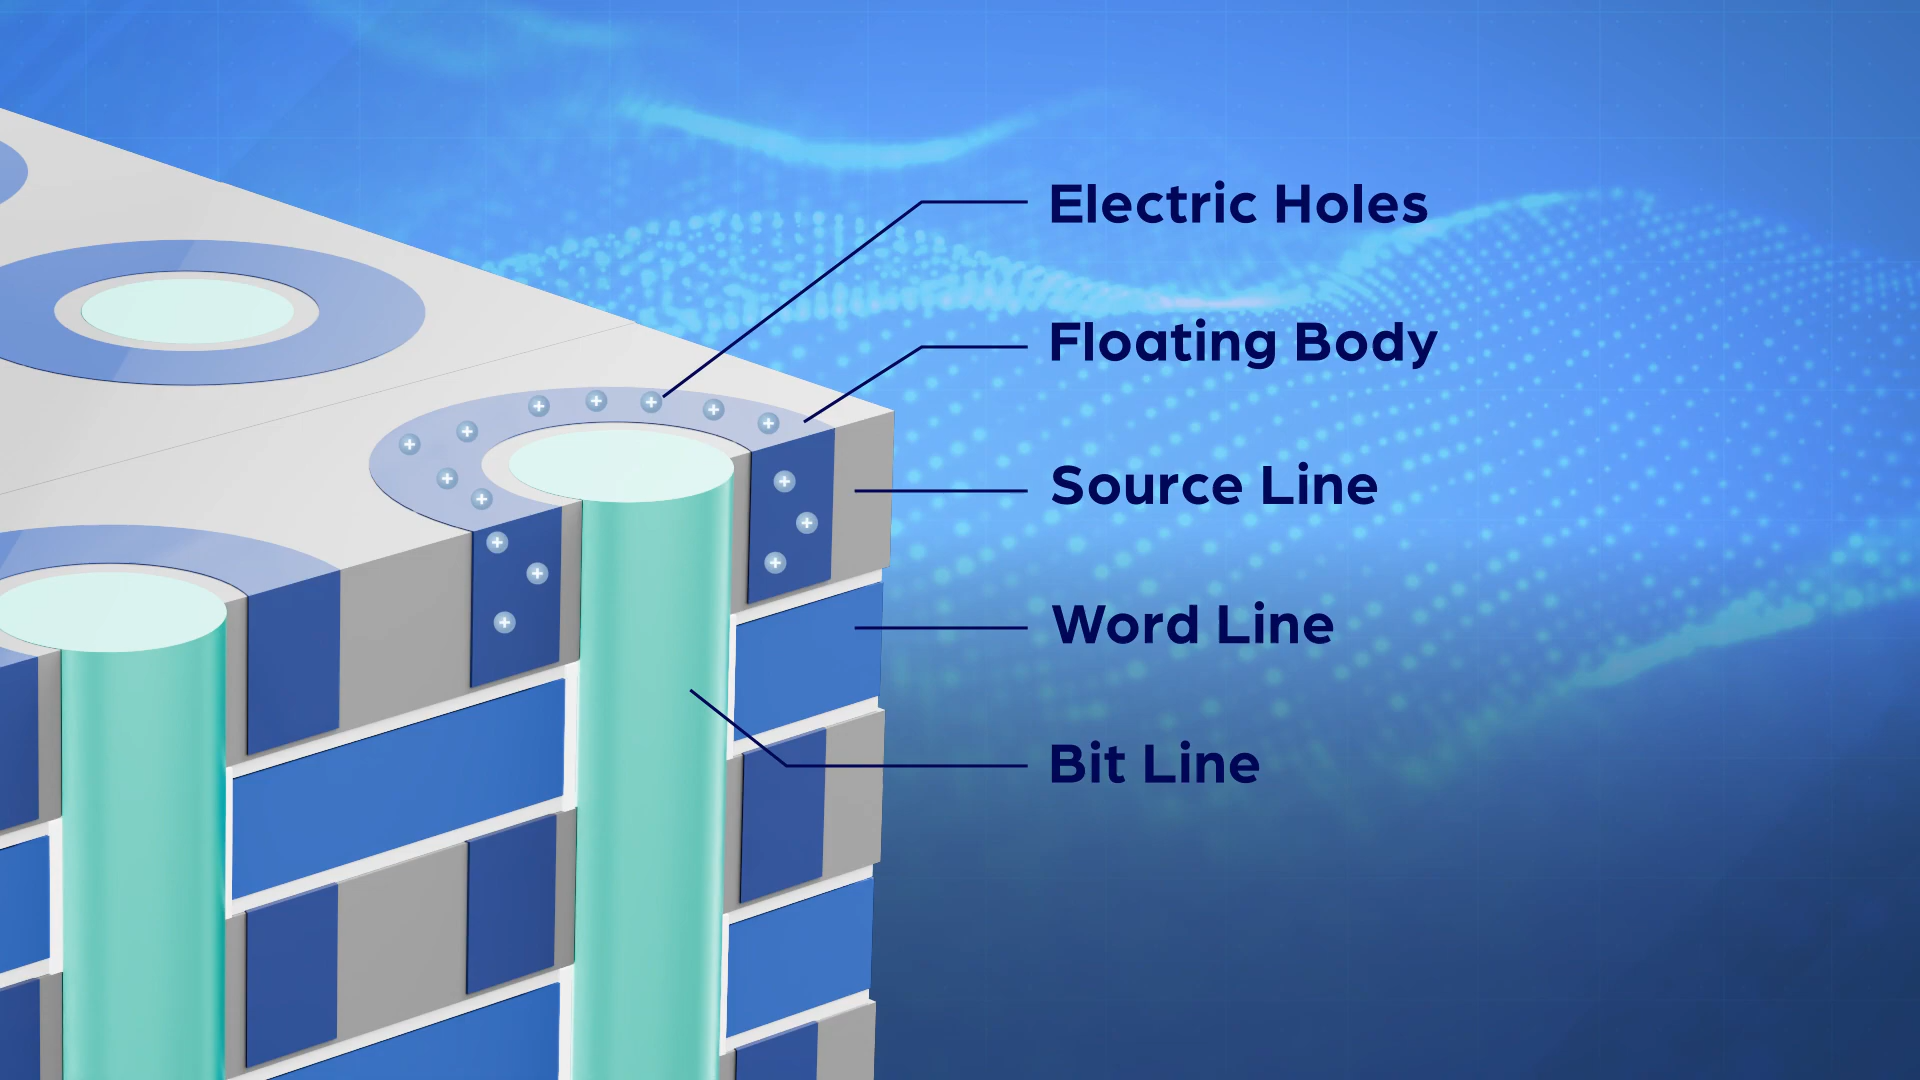 Electric Holes
Floating Body
Source Line
Word Line
Bit Line